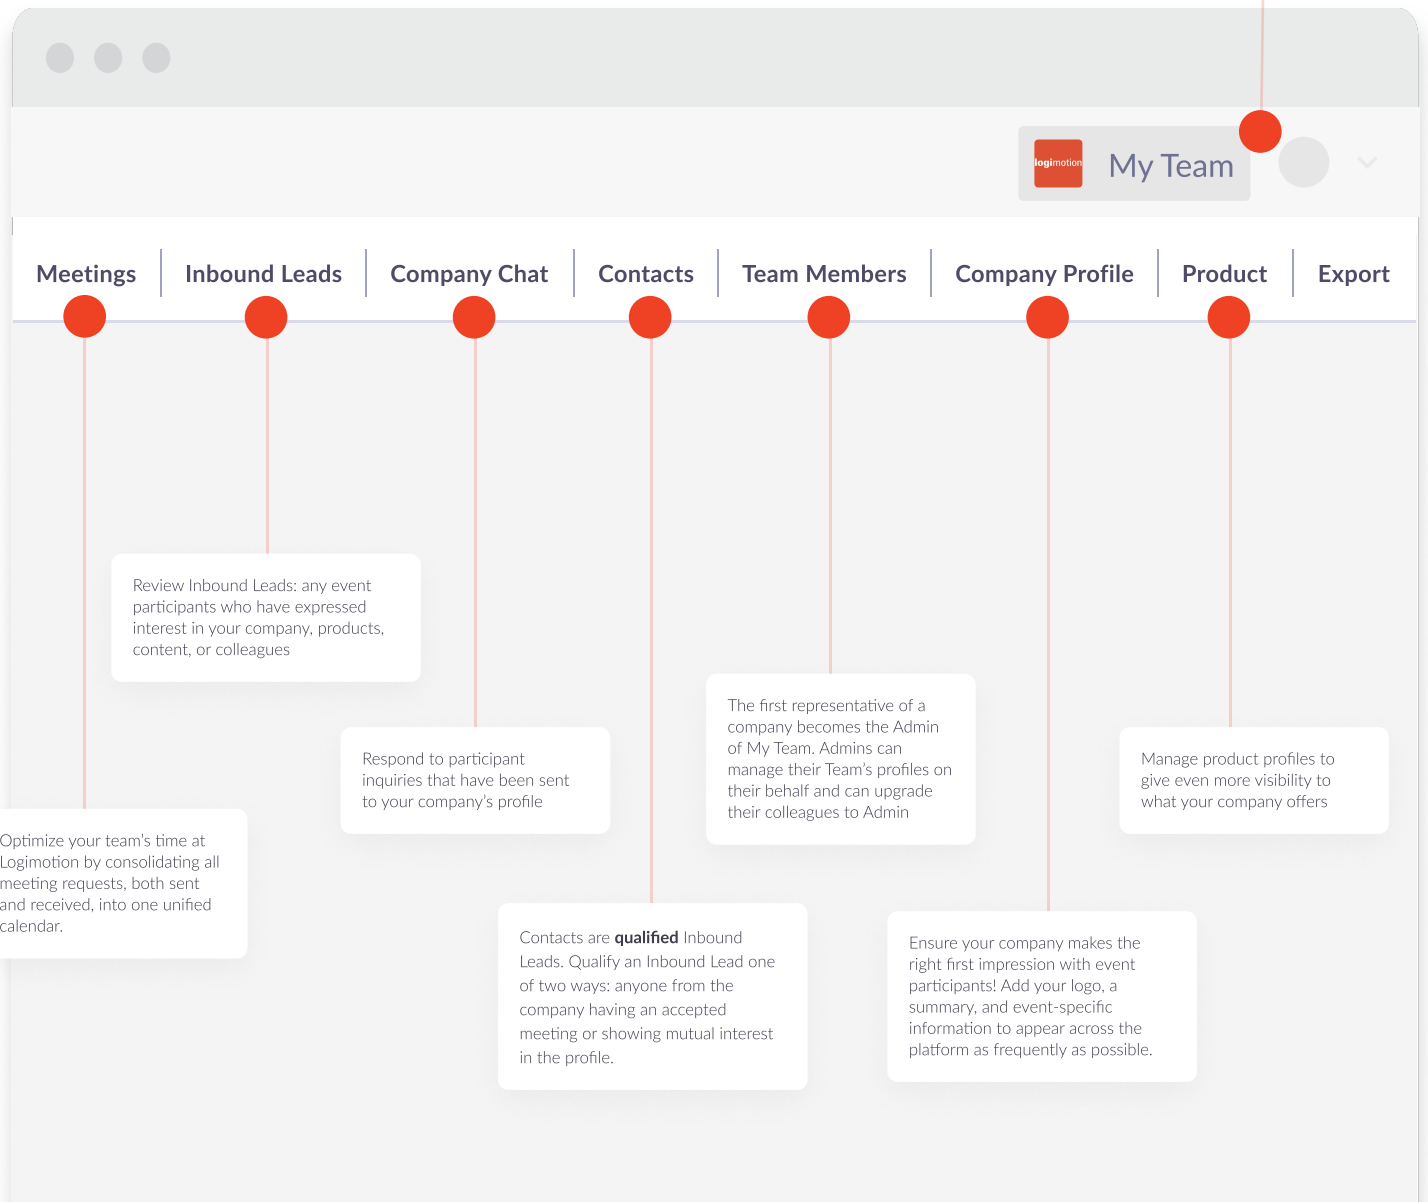 logimotion
My Team
Meetings
Inbound Leads
Company Chat
Contacts
Team Members
Company Profile
Product
Export
Review Inbound Leads: any event
participants who have expressed
interest in your company, products,
content, or colleagues
The first representative of a
company becomes the Admin
of My Team. Admins can
manage their Team's profiles on
their behalf and can upgrade
their colleagues to Admin
Respond to participant
inquiries that have been sent
to your company's profile
Manage product profiles to
give even more visibility to
what your company offers
Optimize your team's time at
Logimotion by consolidating all
meeting requests, both sent
and received, into one unified
calendar.
Contacts are qualified Inbound
Leads. Qualify an Inbound Lead one
of two ways: anyone from the
company having an accepted
meeting or showing mutual interest
in the profile.
Ensure your company makes the
right first impression with event
participants! Add your logo, a
summary, and event-specific
information to appear across the
platform as frequently as possible.